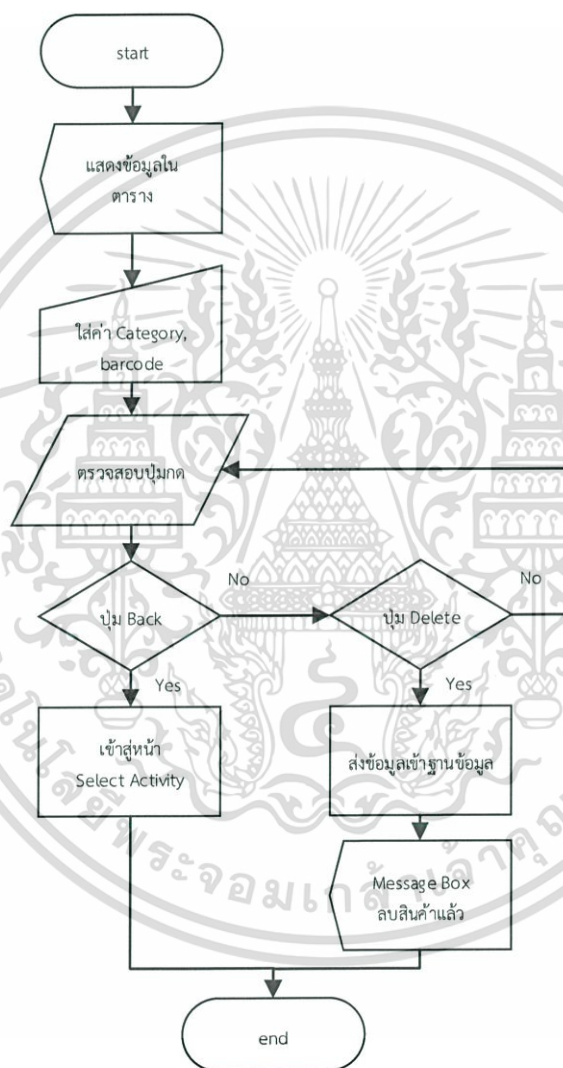 start
แสดงข้อมูลใน
ตาราง
ใส่ค่า Category,
barcode
ตรวจสอบปุ่มกด
ปุ่ม Back
No
ปุ่ม Delete
No
Yes
Yes
เข้าสู่หน้า
Select Activity
ส่งข้อมูลเข้าฐานข้อมูล
Message Box
ลบสินค้าแล้ว
end